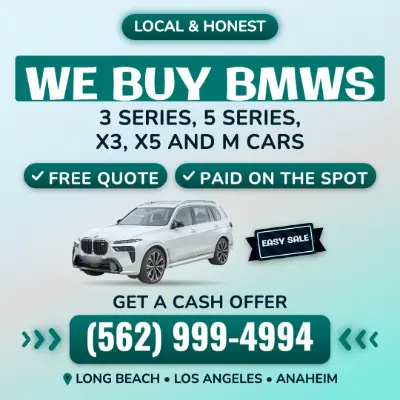 LOCAL & HONEST
WE BUY BMWS
3 SERIES, 5 SERIES,
X3, X5 AND M CARS
FREE QUOTE
PAID ON THE SPOT
EASY SALE
GET A CASH OFFER
(562) 999-4994
LONG BEACH • LOS ANGELES • ANAHEIM